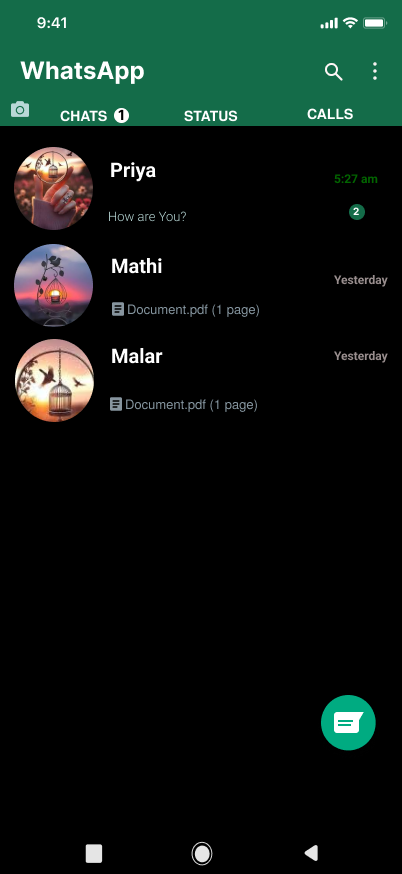 9:41
WhatsApp
CHATS 1 STATUS CALLS
Priya
5:27 am
How are You?
2
Mathi
Yesterday
Document.pdf (1 page)
Malar
Yesterday
Document.pdf (1 page)